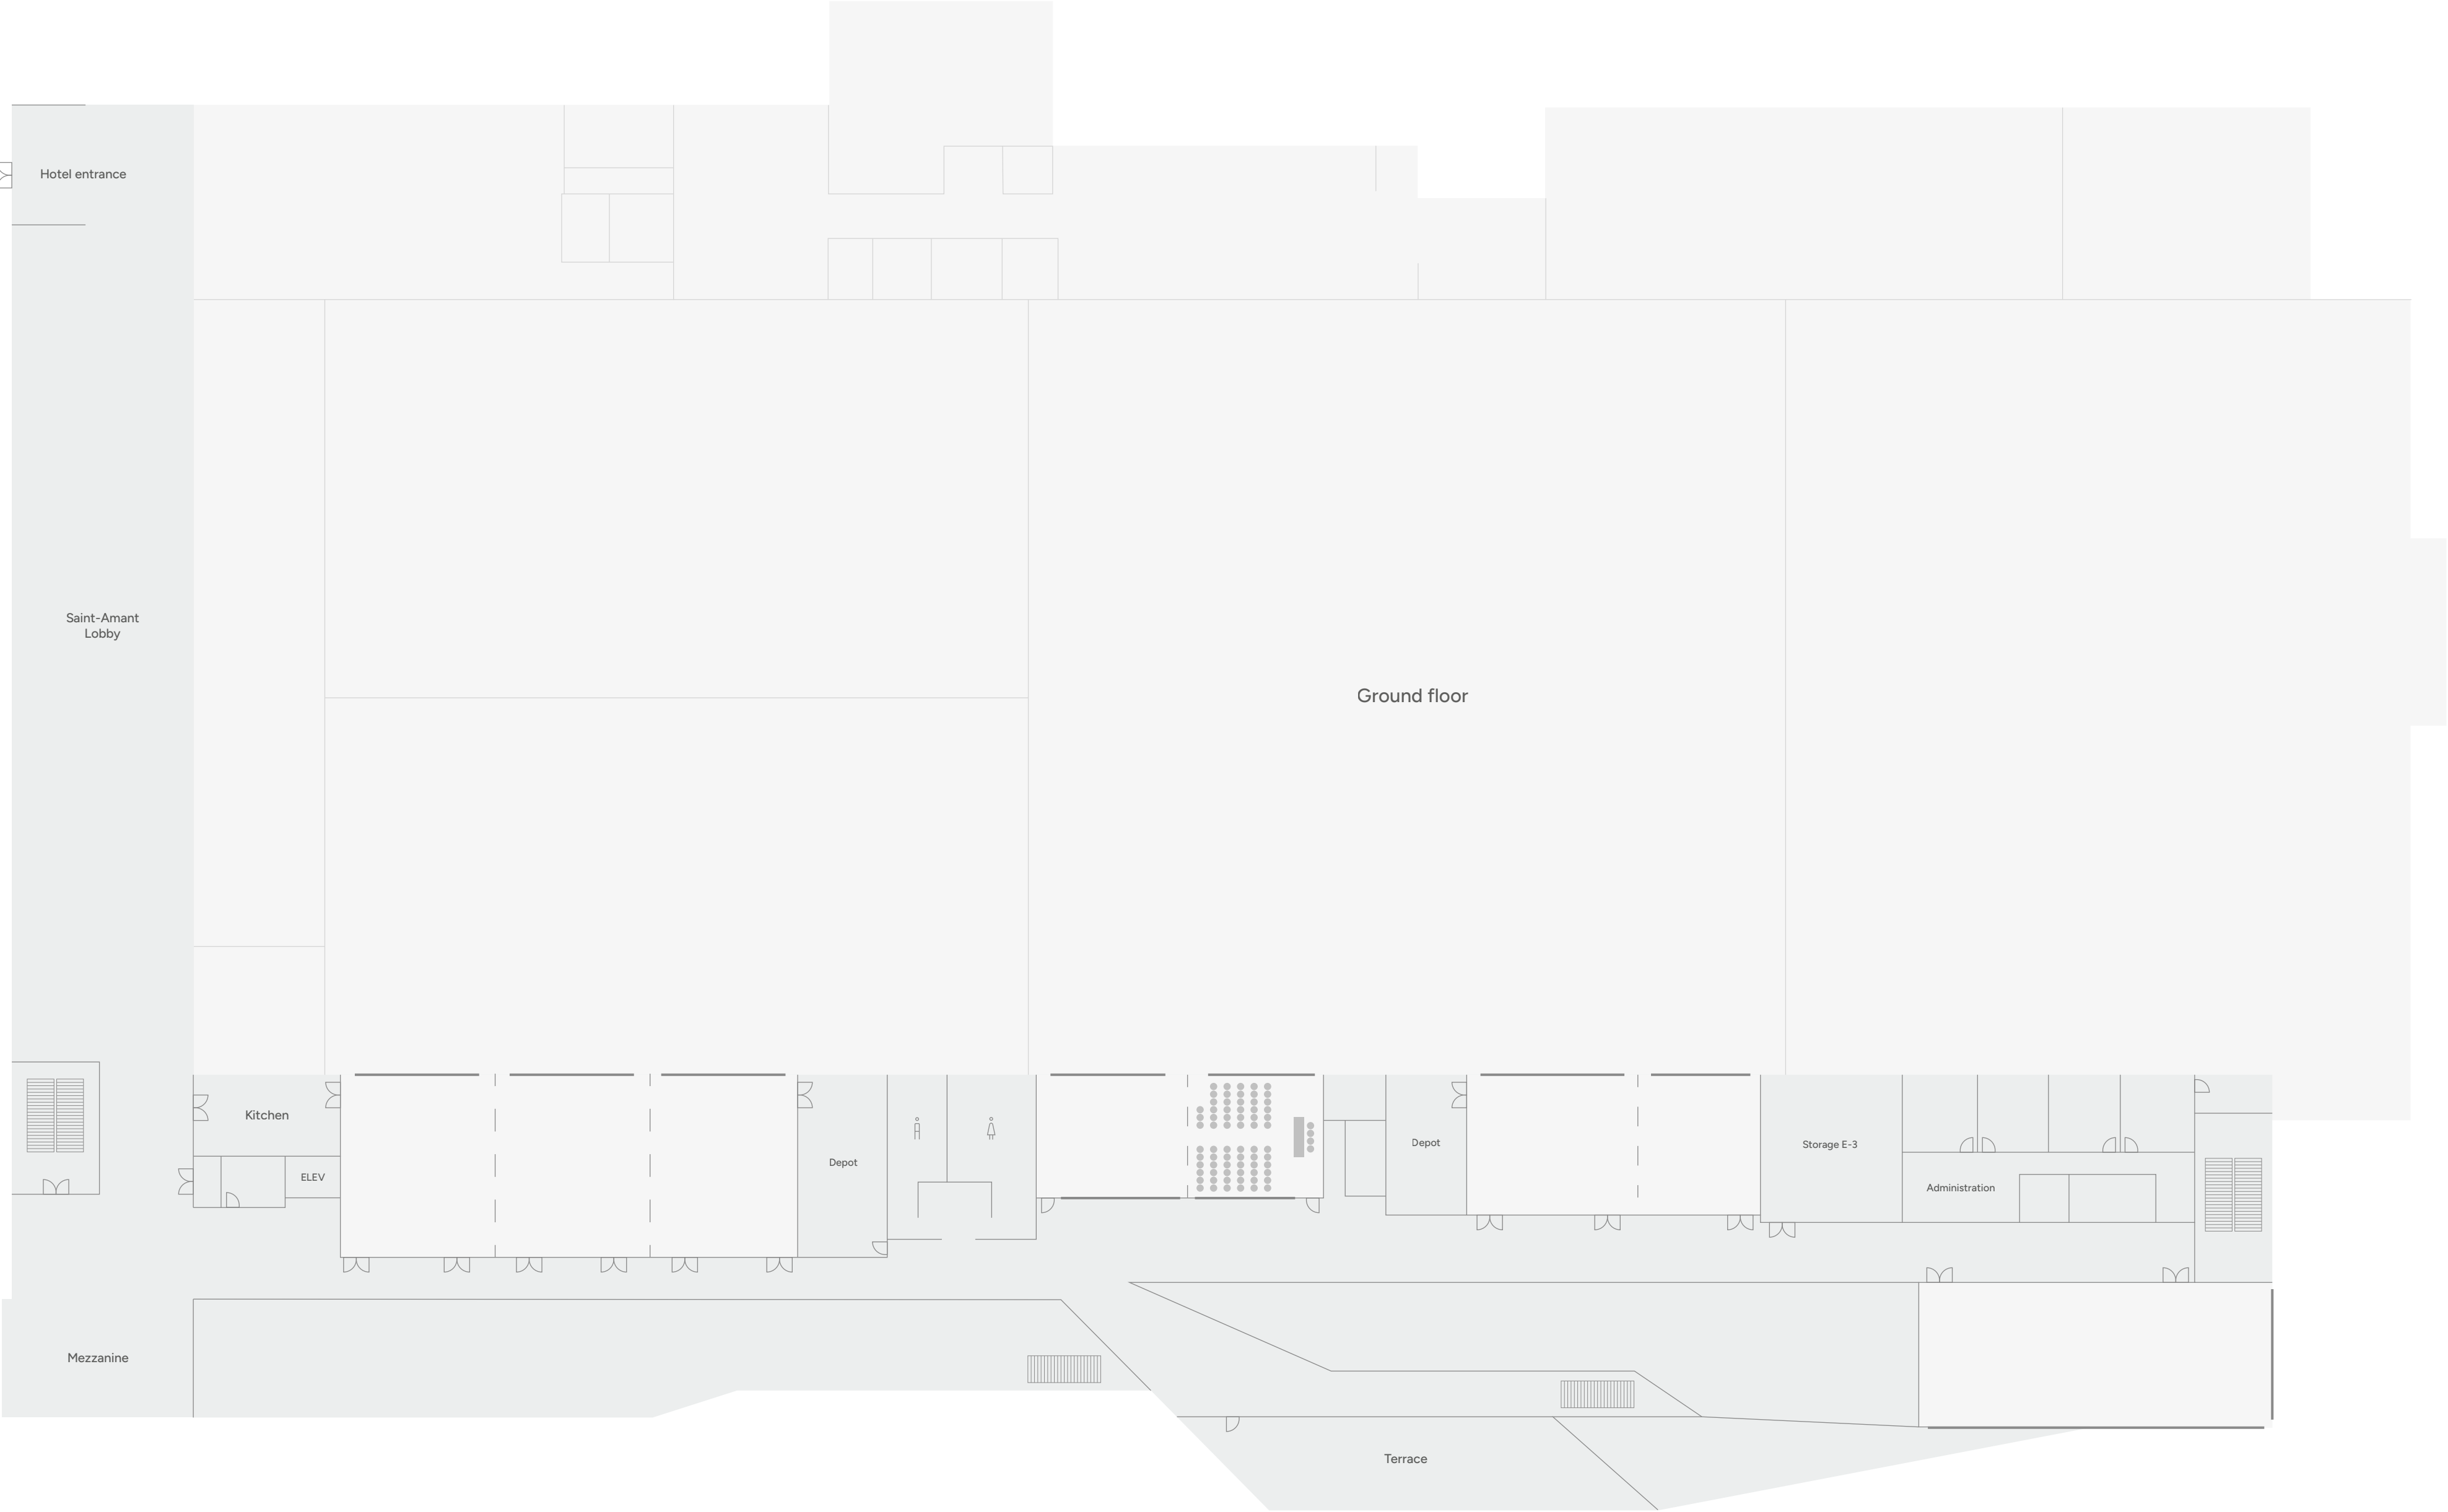 Hotel entrance
Saint-Amant
Lobby
Ground floor
Kitchen
ELEV
Depot
Depot
Storage E-3
Administration
Mezzanine
Terrace